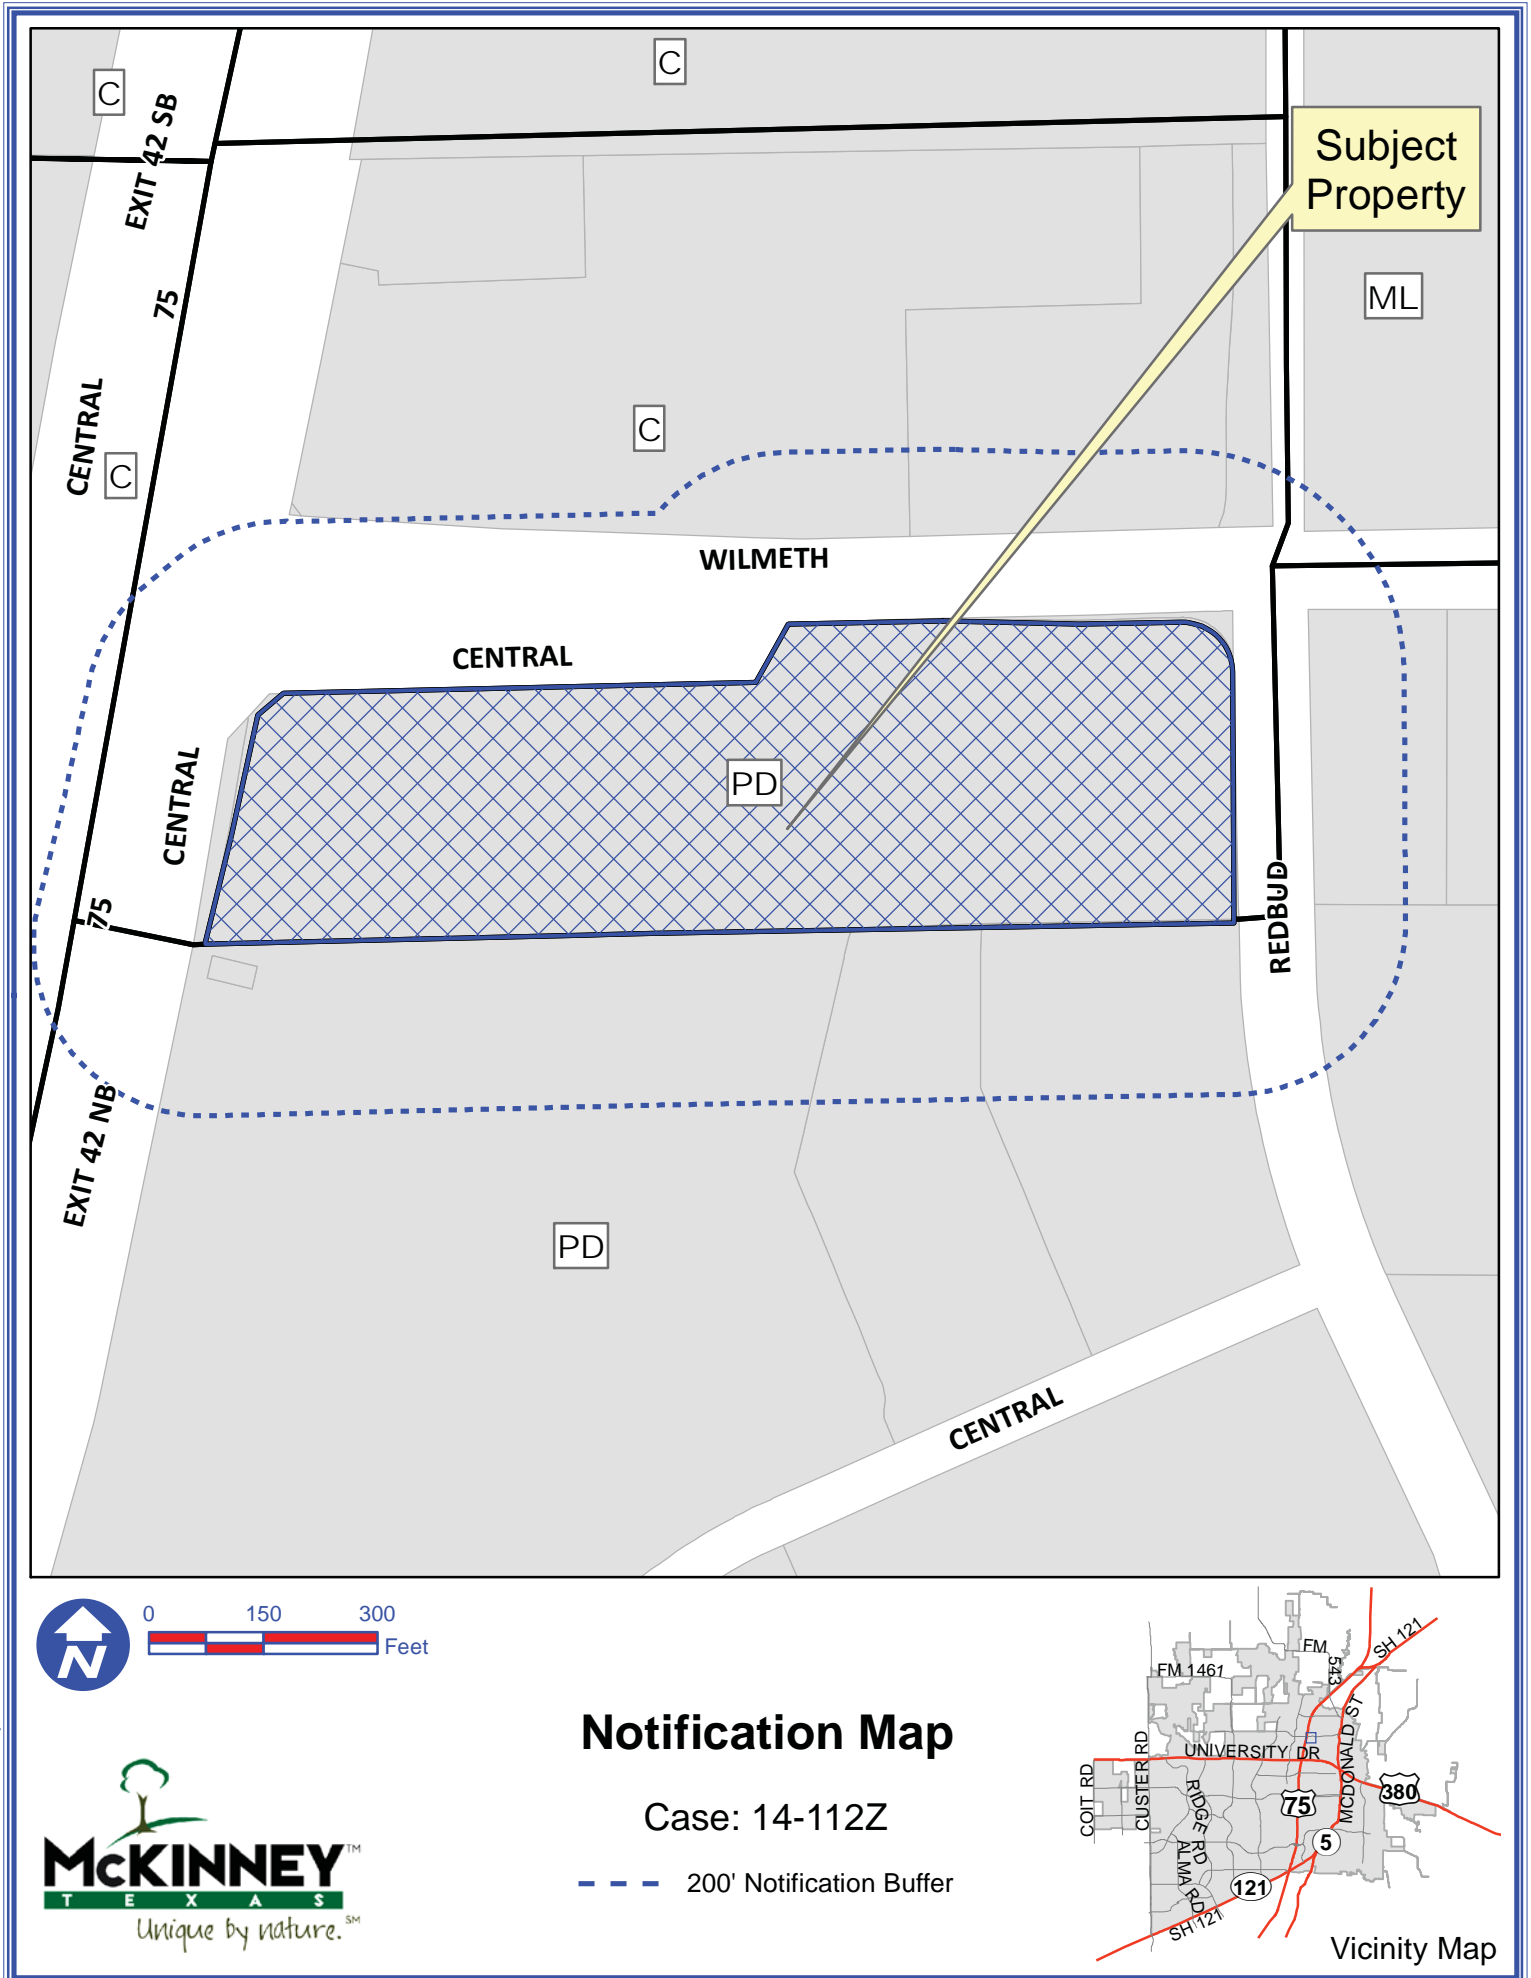 C
C
EXIT 42 SB
Subject
Property
75
ML
CENTRAL
C
C
WILMETH
CENTRAL
CENTRAL
PD
75
REDBUD
EXIT 42 NB
PD
CENTRAL
0 150 300
Feet
N
Notification Map
Case: 14-112Z
200' Notification Buffer
McKINNEY™
TEXAS
Unique by nature.℠
FM 1461
FM 543
SH 121
UNIVERSITY DR
MCDONALD ST
COIT RD
CUSTER RD
RIDGE RD
ALMA RD
75
380
5
121
SH 121
Vicinity Map